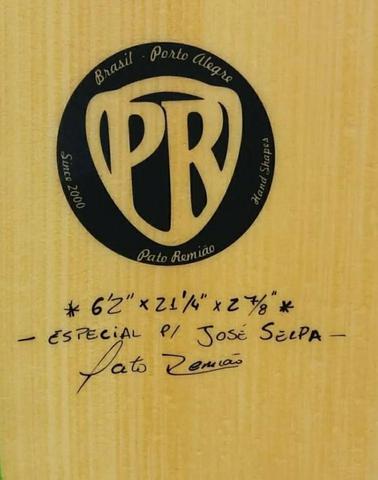 Brasil - Porto Alegre
Since 2000
PR
Hand Shapes
Pato Remião
* 6'2" x 21 1/4" x 2 7/8" *
- ESPECIAL P/ JOSÉ SELPA -
Pato Remião